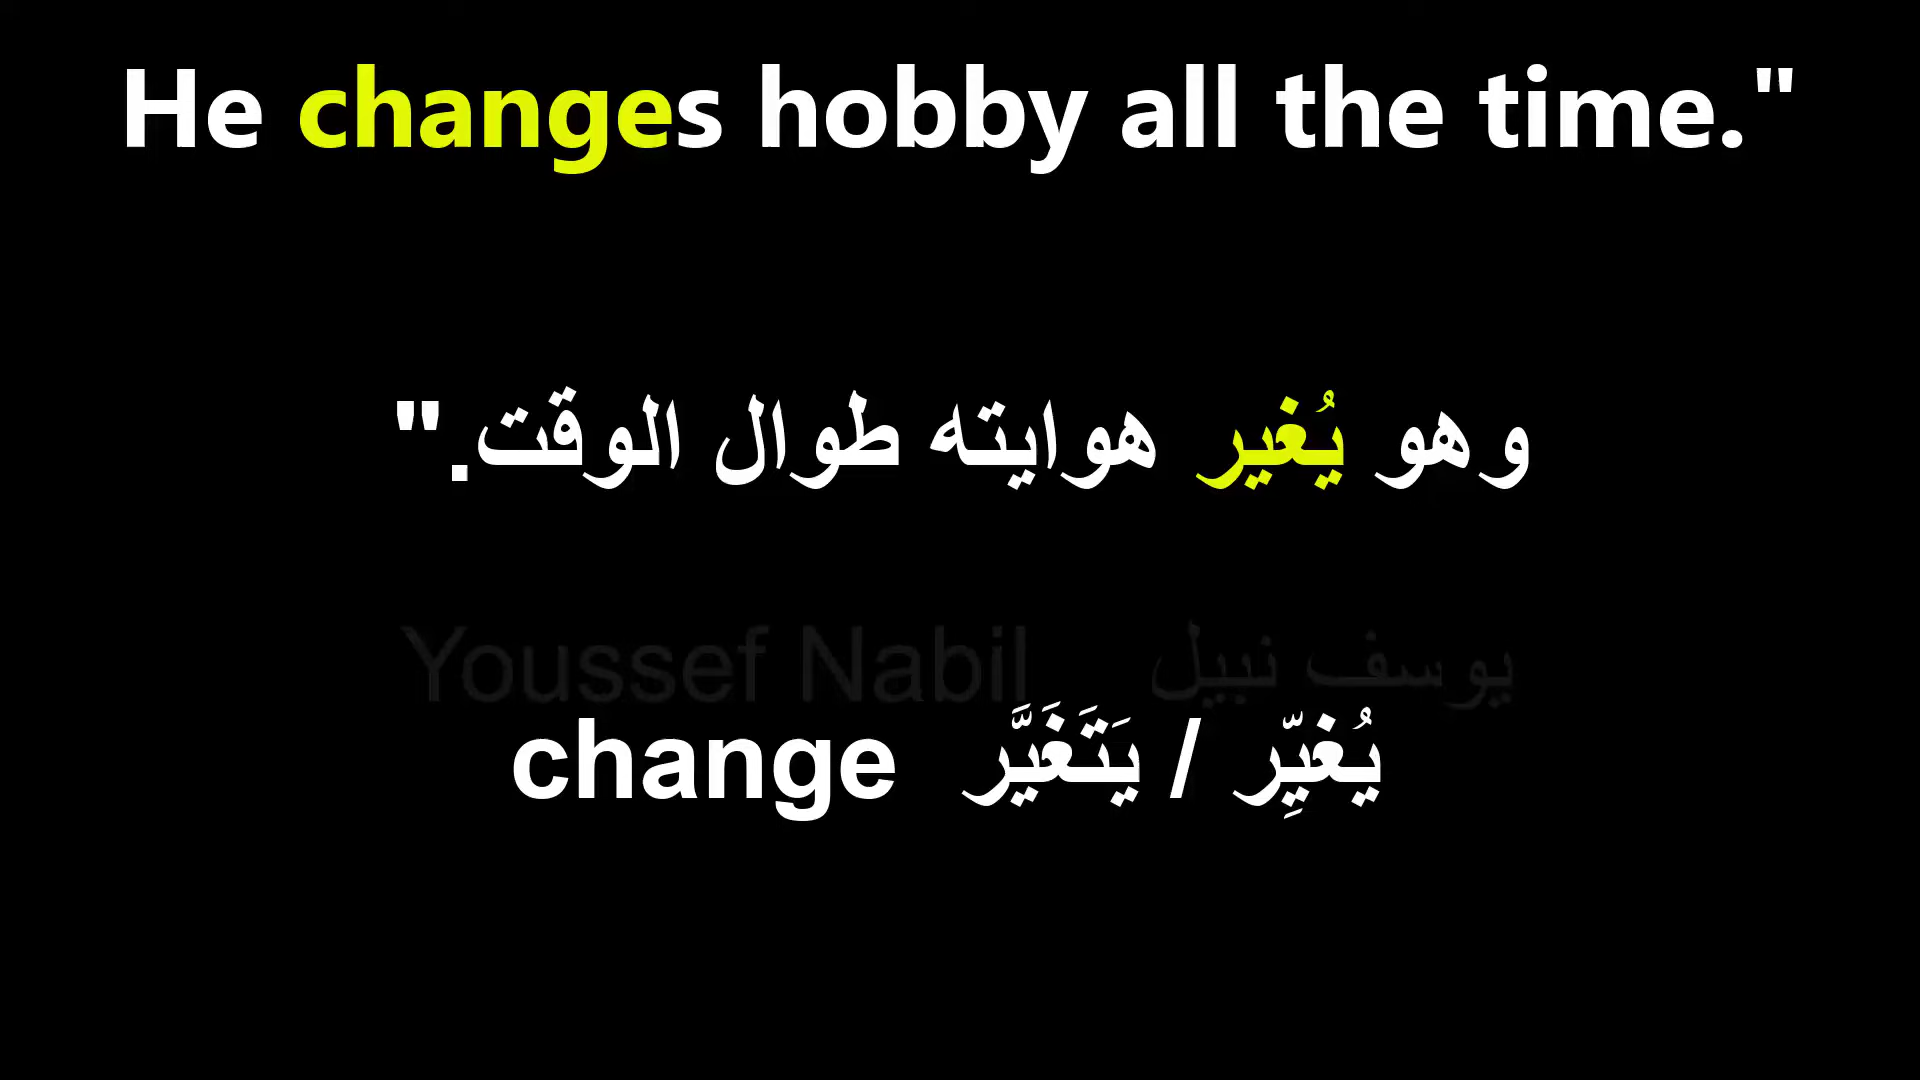 He changes hobby all the time."
وهو يُغير هوايته طوال الوقت."
Youssef Nabil يوسف نبيل
change يُغيِّر / يَتَغَيَّر